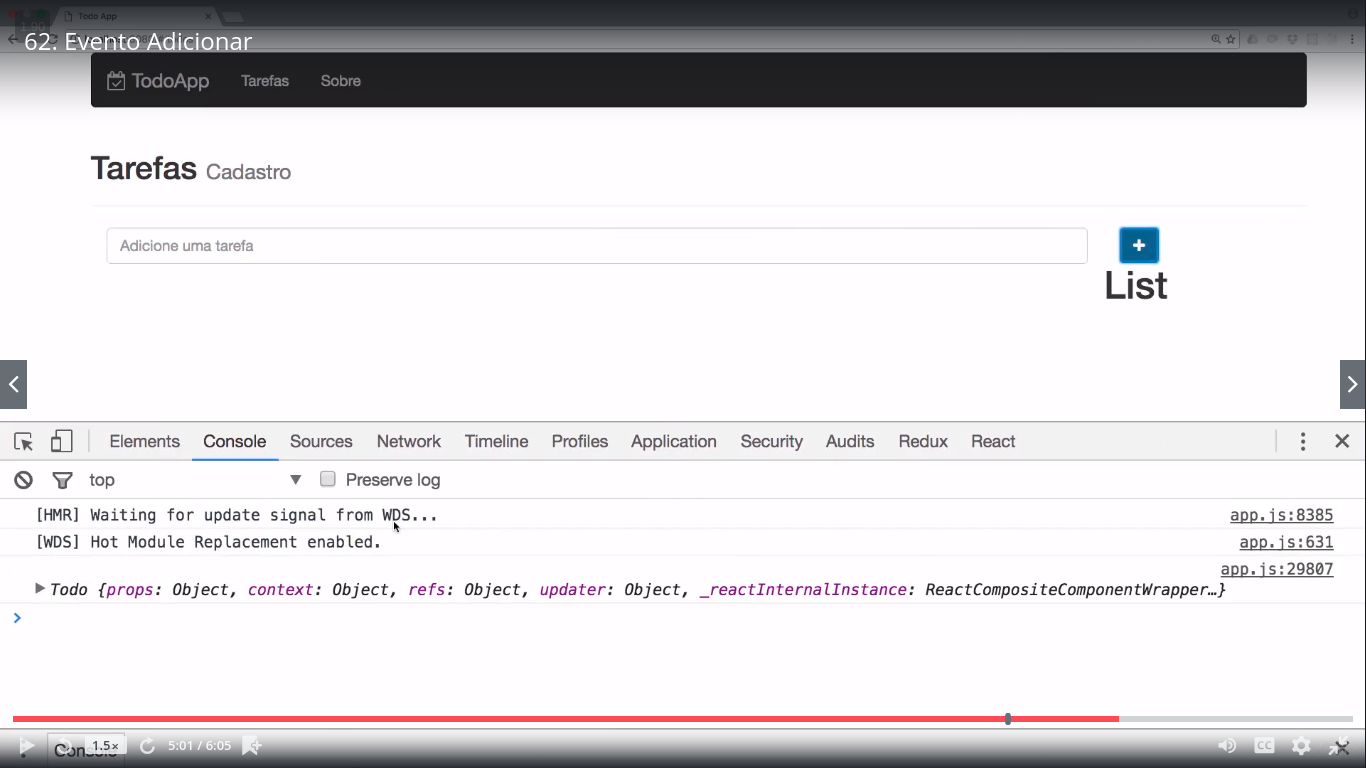 Todo App
62. Evento Adicionar
TodoApp Tarefas Sobre
Tarefas Cadastro
Adicione uma tarefa
+
List
Elements Console Sources Network Timeline Profiles Application Security Audits Redux React
top Preserve log
[HMR] Waiting for update signal from WDS... app.js:8385
[WDS] Hot Module Replacement enabled. app.js:631
app.js:29807
Todo {props: Object, context: Object, refs: Object, updater: Object, _reactInternalInstance: ReactCompositeComponentWrapper…}
1.5× 5:01 / 6:05 CC